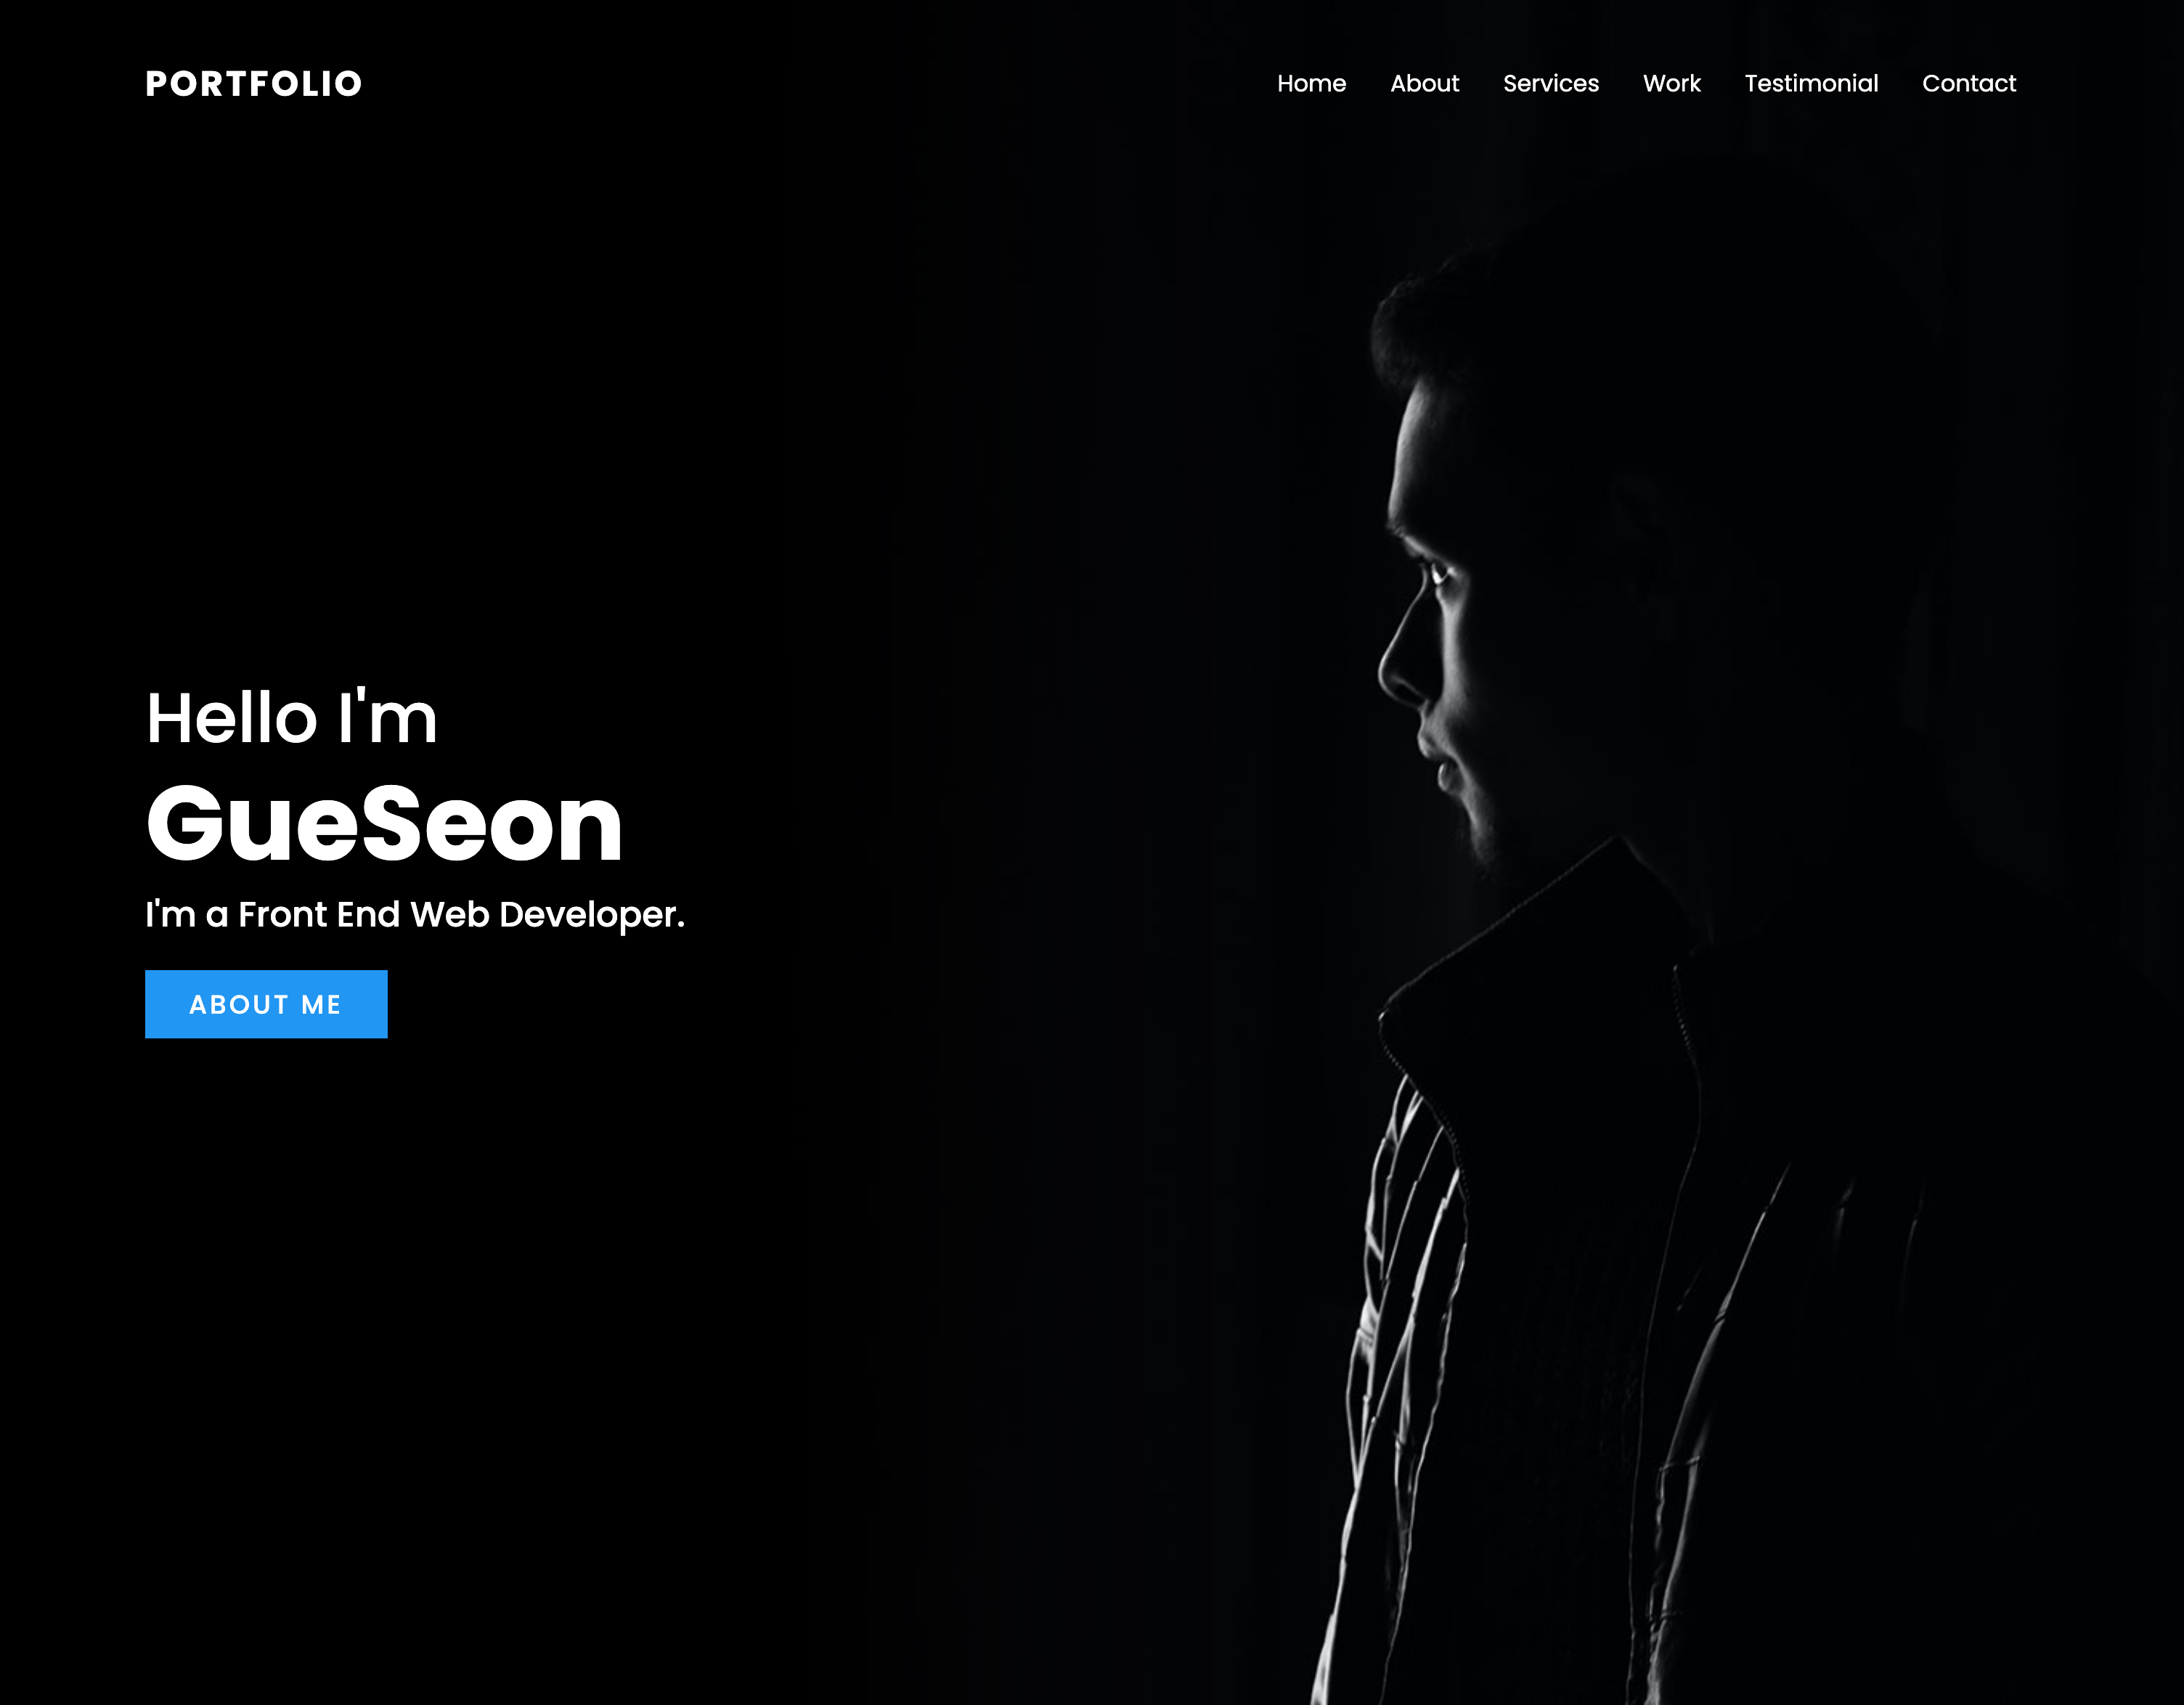 PORTFOLIO
Home About Services Work Testimonial Contact
Hello I'm
GueSeon
I'm a Front End Web Developer.
ABOUT ME